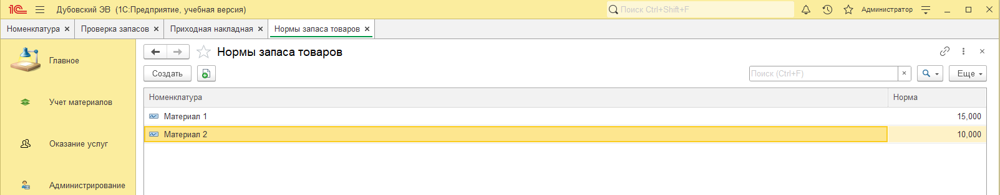 1С Дубовский ЭВ (1С:Предприятие, учебная версия) Поиск Ctrl+Shift+F Администратор
Номенклатура × Проверка запасов × Приходная накладная × Нормы запаса товаров ×
Главное
Учет материалов
Оказание услуг
Администрирование
Нормы запаса товаров
Создать Поиск (Ctrl+F) × Еще
Номенклатура Норма
Материал 1 15,000
Материал 2 10,000